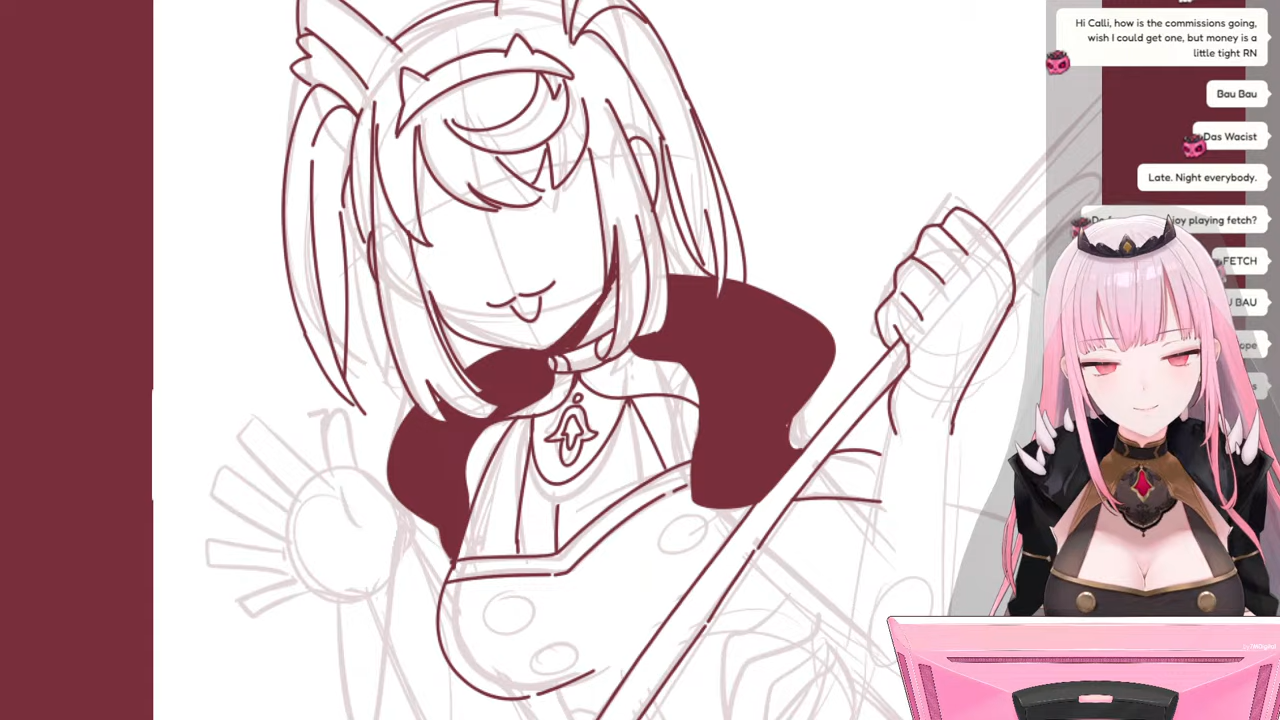 Hi Calli, how is the commissions going,
wish I could get one, but money is a
little tight RN
Bau Bau
Das Wacist
Late. Night everybody.
playing fetch?
FETCH
BAU